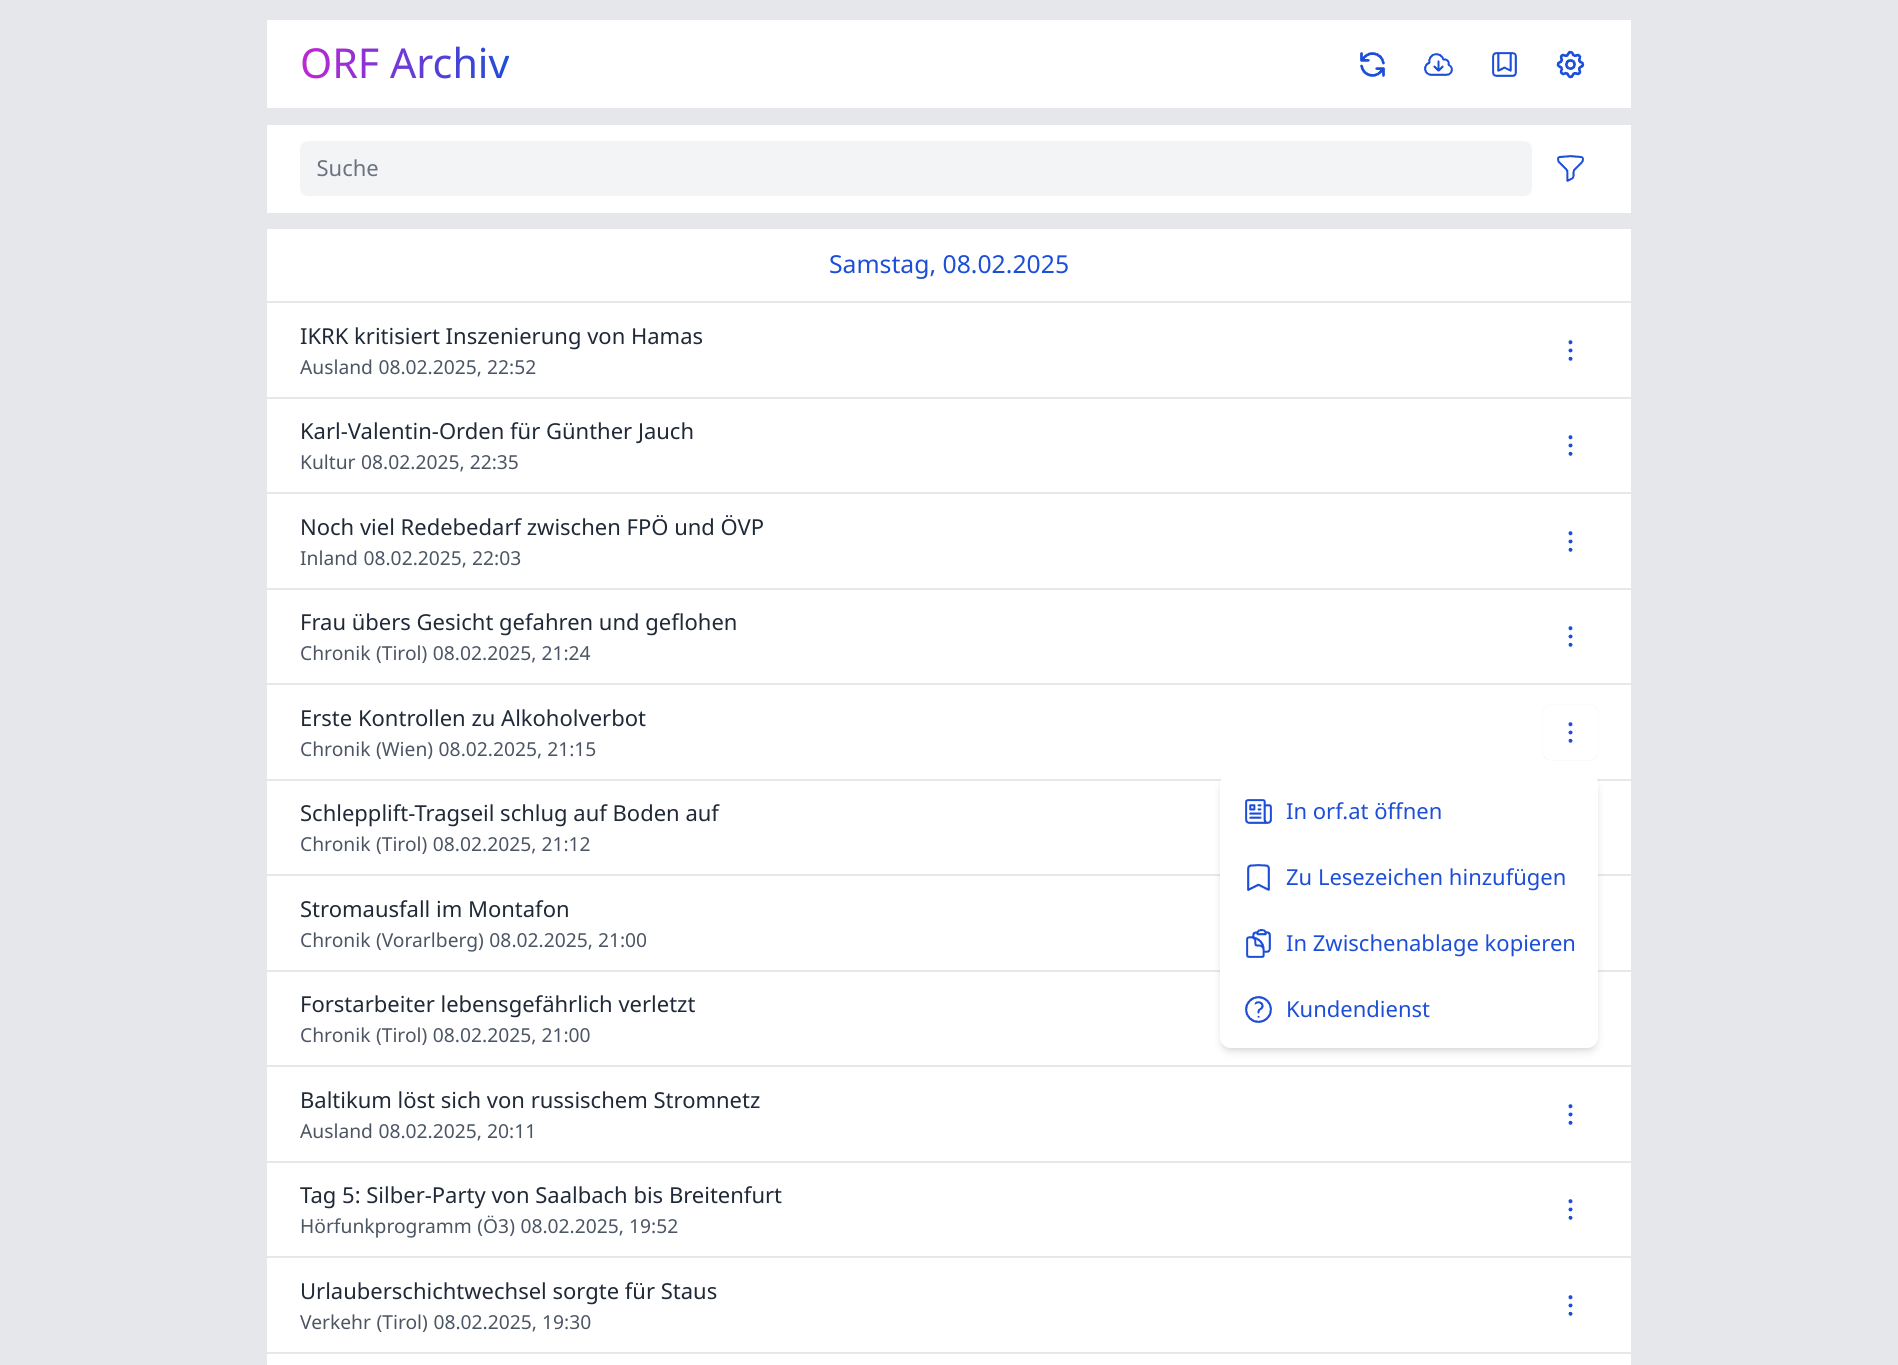 ORF Archiv
Suche
Samstag, 08.02.2025
IKRK kritisiert Inszenierung von Hamas
Ausland 08.02.2025, 22:52
Karl-Valentin-Orden für Günther Jauch
Kultur 08.02.2025, 22:35
Noch viel Redebedarf zwischen FPÖ und ÖVP
Inland 08.02.2025, 22:03
Frau übers Gesicht gefahren und geflohen
Chronik (Tirol) 08.02.2025, 21:24
Erste Kontrollen zu Alkoholverbot
Chronik (Wien) 08.02.2025, 21:15
Schlepplift-Tragseil schlug auf Boden auf
Chronik (Tirol) 08.02.2025, 21:12
Stromausfall im Montafon
Chronik (Vorarlberg) 08.02.2025, 21:00
Forstarbeiter lebensgefährlich verletzt
Chronik (Tirol) 08.02.2025, 21:00
In orf.at öffnen
Zu Lesezeichen hinzufügen
In Zwischenablage kopieren
Kundendienst
Baltikum löst sich von russischem Stromnetz
Ausland 08.02.2025, 20:11
Tag 5: Silber-Party von Saalbach bis Breitenfurt
Hörfunkprogramm (Ö3) 08.02.2025, 19:52
Urlauberschichtwechsel sorgte für Staus
Verkehr (Tirol) 08.02.2025, 19:30